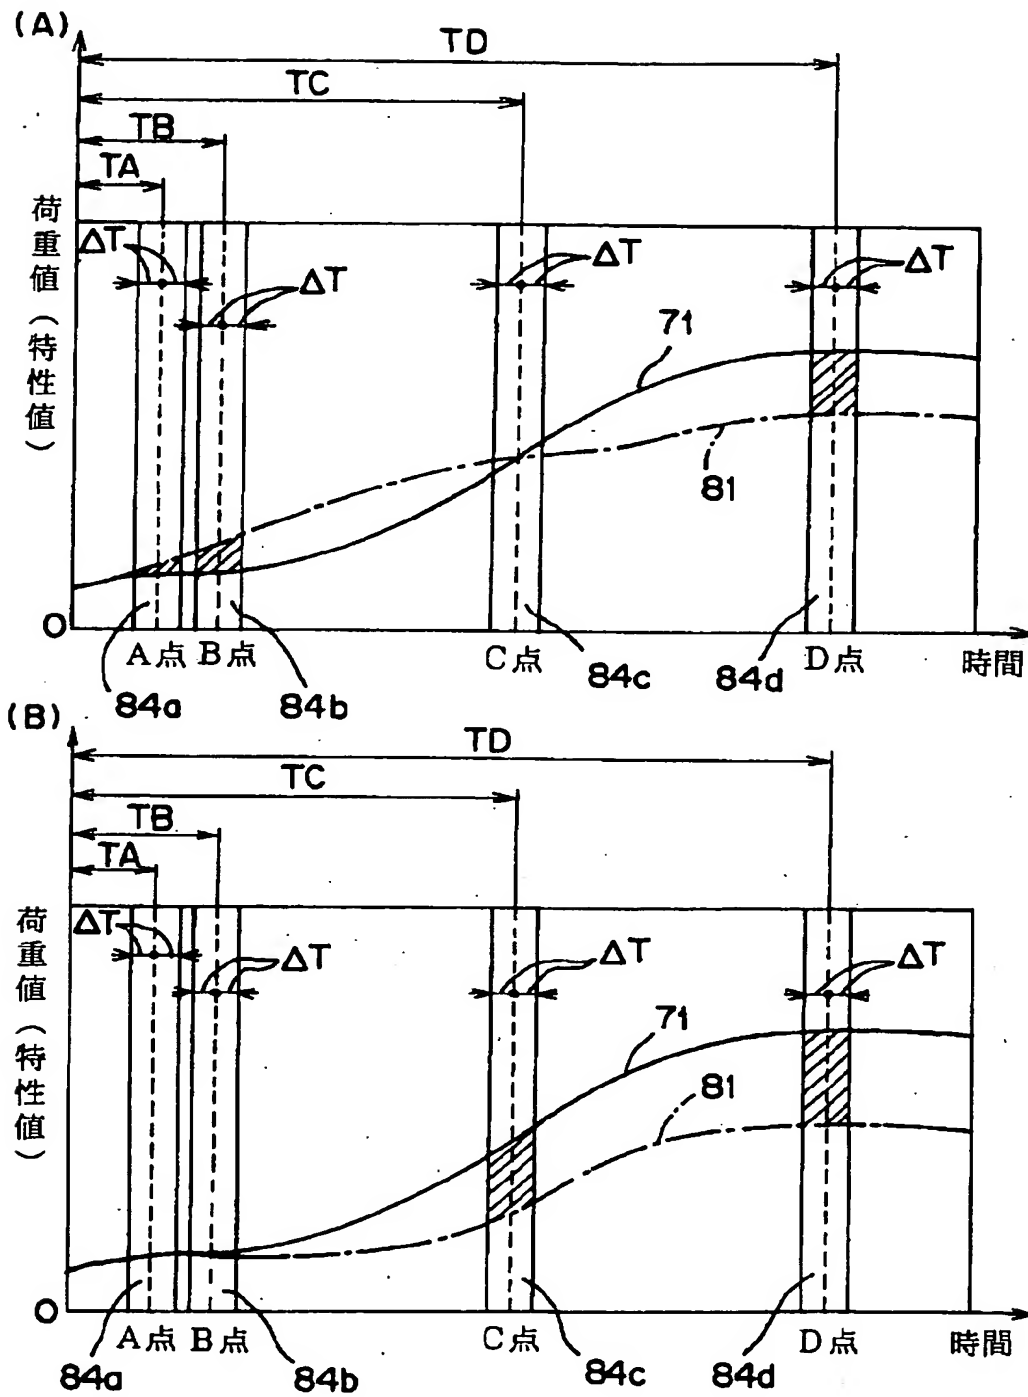 (A)
TD
TC
TB
TA
荷重値（特性値）
ΔT
ΔT
ΔT
ΔT
71
81
O
A点
B点
C点
D点
時間
84a
84b
84c
84d
(B)
TD
TC
TB
TA
荷重値（特性値）
ΔT
ΔT
ΔT
ΔT
71
81
O
A点
B点
C点
D点
時間
84a
84b
84c
84d